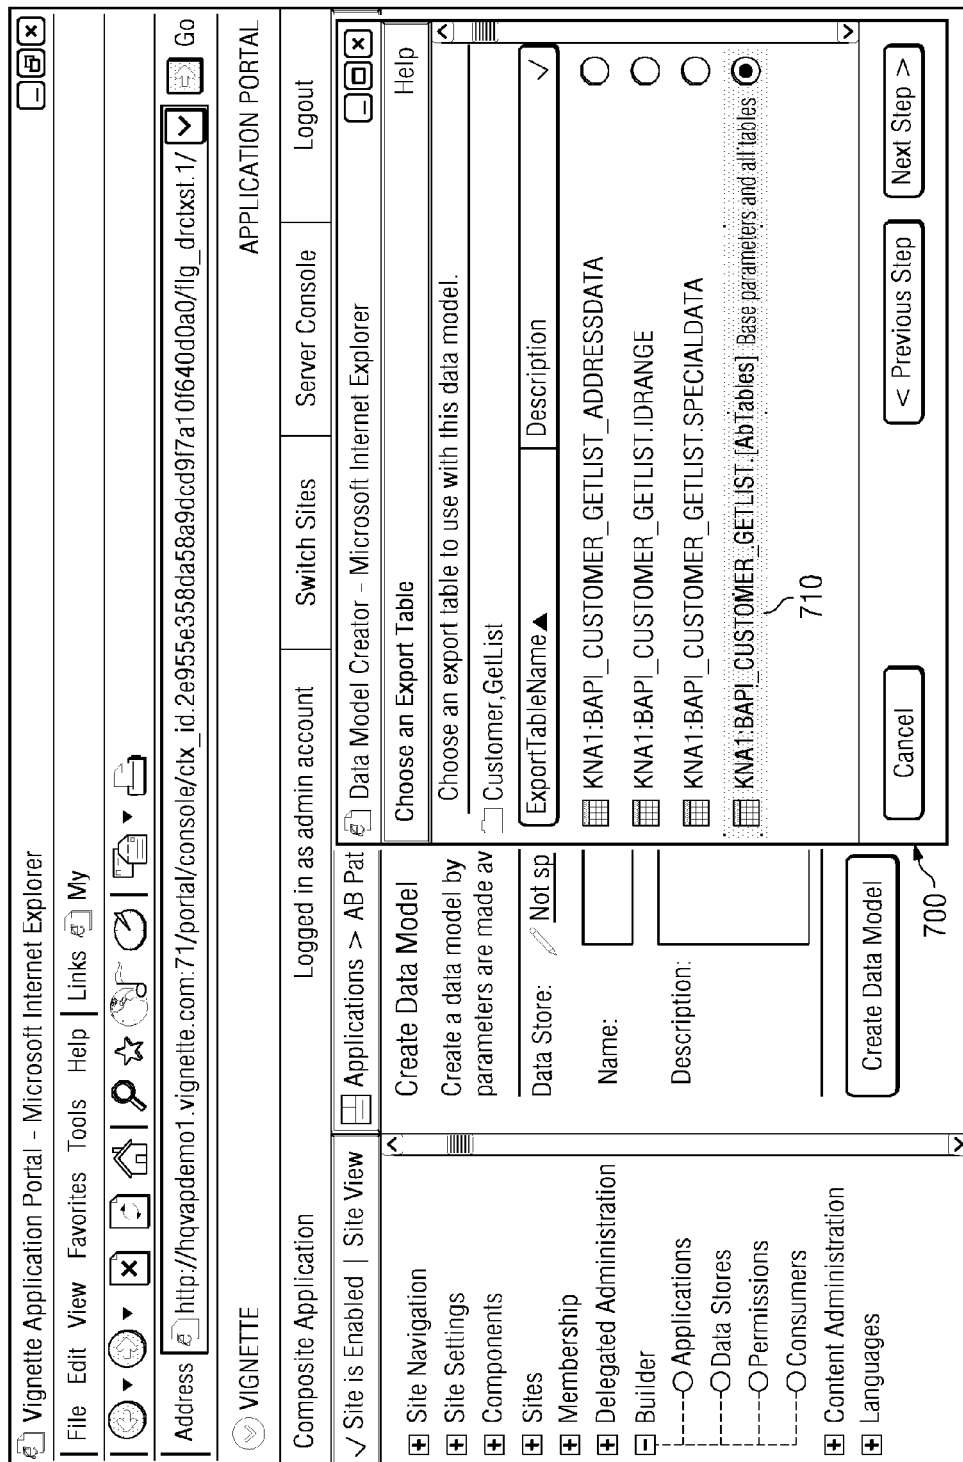 Vignette Application Portal – Microsoft Internet Explorer
File Edit View Favorites Tools Help Links My
Address http://hqvapdemo1.vignette.com:71/portal/console/ctx_id.2e955e358da58a9dcd9f7a10f640d0a0/flg_drctxst.1/ Go
VIGNETTE APPLICATION PORTAL
Composite Application Logged in as admin account Switch Sites Server Console Logout
Site is Enabled | Site View
Applications > AB Pat
Site Navigation
Site Settings
Components
Sites
Membership
Delegated Administration
Builder
Applications
Data Stores
Permissions
Consumers
Content Administration
Languages
Create Data Model
Create a data model by
parameters are made av
Data Store: Not sp
Name:
Description:
Create Data Model
700
Data Model Creator – Microsoft Internet Explorer
Choose an Export Table Help
Choose an export table to use with this data model.
Customer,GetList
ExportTableName▲ Description
KNA1:BAPI_CUSTOMER_GETLIST_ADDRESSDATA
KNA1:BAPI_CUSTOMER_GETLIST.IDRANGE
KNA1:BAPI_CUSTOMER_GETLIST.SPECIALDATA
KNA1:BAPI_CUSTOMER_GETLIST.[AbTables] Base parameters and all tables
710
Cancel < Previous Step Next Step >